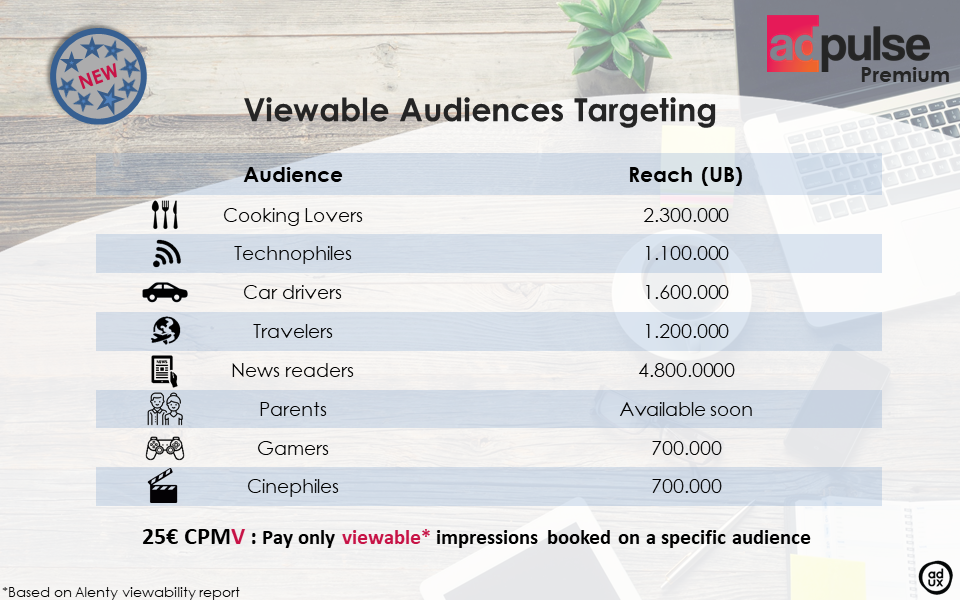 NEW
adpulse
Premium
Viewable Audiences Targeting
Audience Reach (UB)
Cooking Lovers 2.300.000
Technophiles 1.100.000
Car drivers 1.600.000
Travelers 1.200.000
NEWS
News readers 4.800.0000
Parents Available soon
Gamers 700.000
Cinephiles 700.000
25€ CPMV : Pay only viewable* impressions booked on a specific audience
*Based on Alenty viewability report
ad
ux